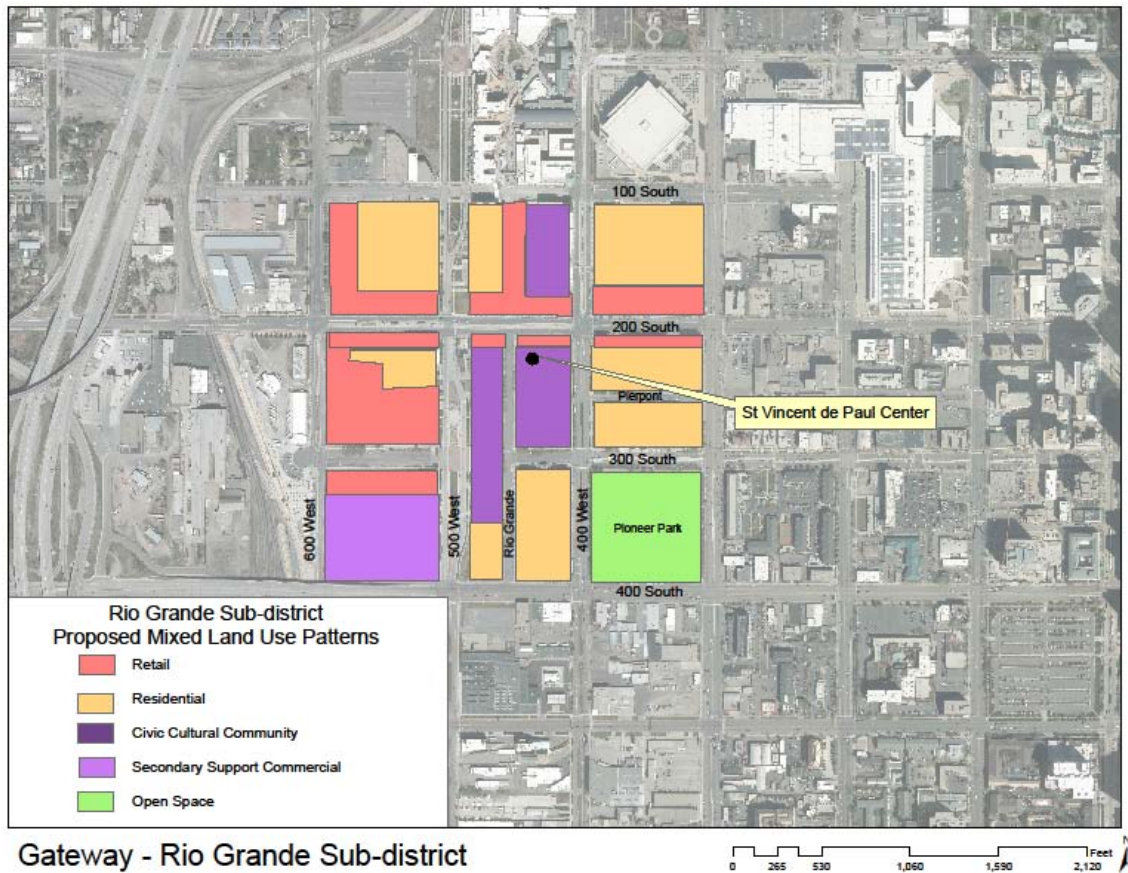 100 South
200 South
Pierpont
St Vincent de Paul Center
300 South
600 West
500 West
Rio Grande
400 West
Pioneer Park
400 South
Rio Grande Sub-district
Proposed Mixed Land Use Patterns
Retail
Residential
Civic Cultural Community
Secondary Support Commercial
Open Space
Gateway - Rio Grande Sub-district
N
Feet
0 265 530 1,060 1,590 2,120